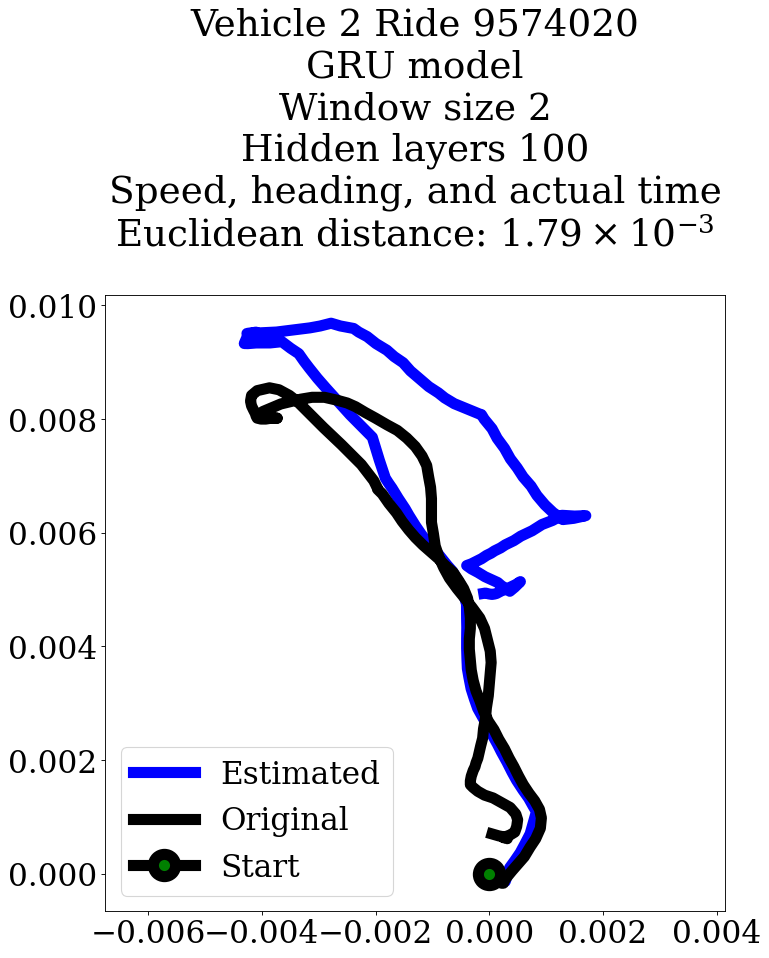 Vehicle 2 Ride 9574020
GRU model
Window size 2
Hidden layers 100
Speed, heading, and actual time
Euclidean distance: 1.79 × 10⁻³
0.010
0.008
0.006
0.004
0.002
0.000
Estimated
Original
Start
−0.006 −0.004 −0.002 0.000 0.002 0.004